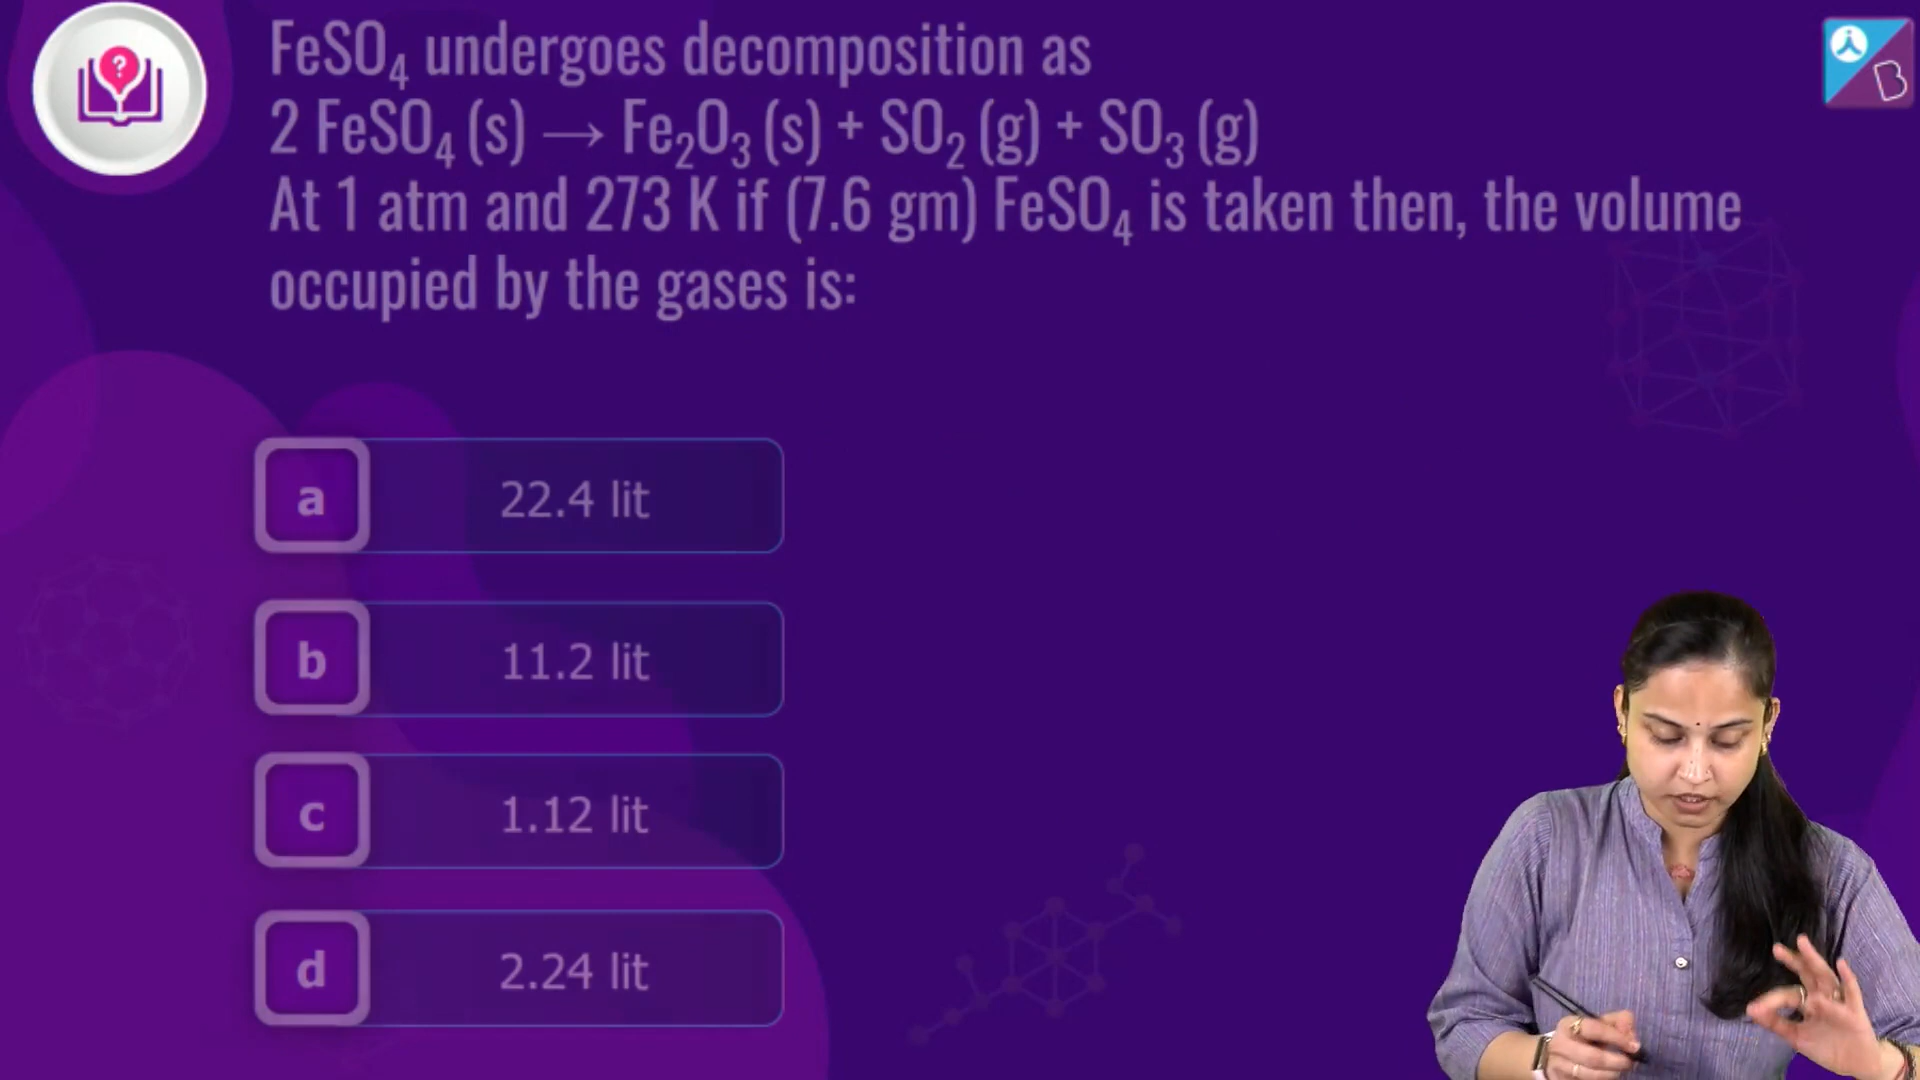 FeSO₄ undergoes decomposition as
2 FeSO₄ (s) → Fe₂O₃ (s) + SO₂ (g) + SO₃ (g)
At 1 atm and 273 K if (7.6 gm) FeSO₄ is taken then, the volume
occupied by the gases is:
a 22.4 lit
b 11.2 lit
c 1.12 lit
d 2.24 lit
B